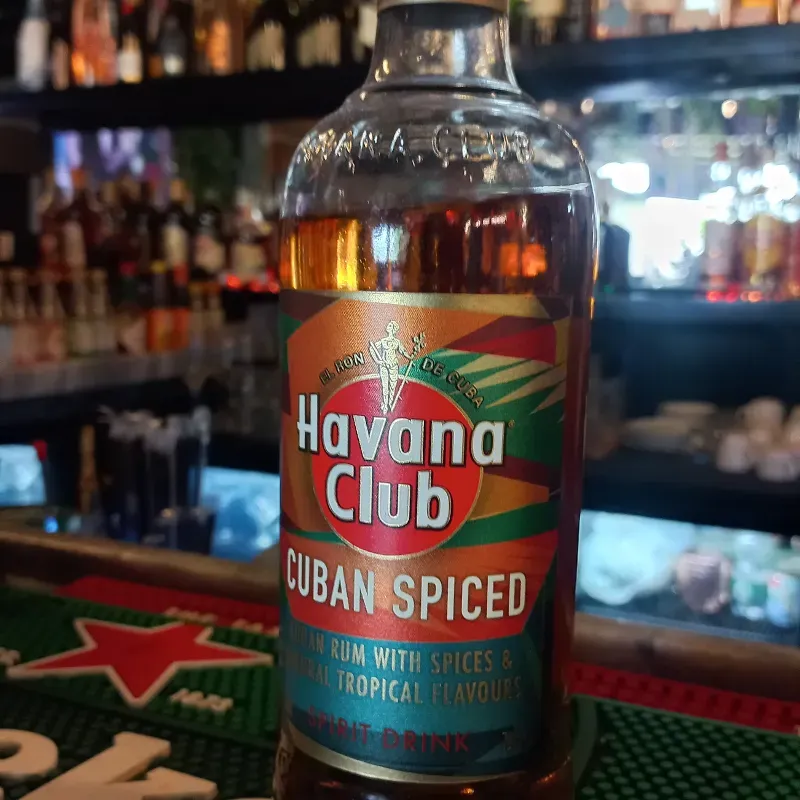 HAVANA CLUB
EL RON DE CUBA
Havana
Club
CUBAN SPICED
RUM WITH SPICES &
TROPICAL FLAVOURS
SPIRIT DRINK